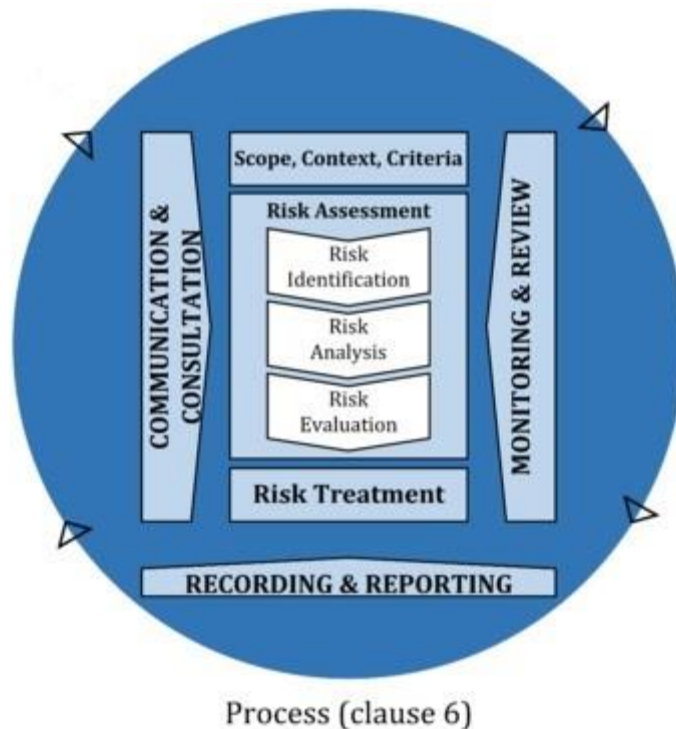 Scope, Context, Criteria
Risk Assessment
Risk
Identification
Risk
Analysis
Risk
Evaluation
Risk Treatment
COMMUNICATION &
CONSULTATION
MONITORING & REVIEW
RECORDING & REPORTING
Process (clause 6)